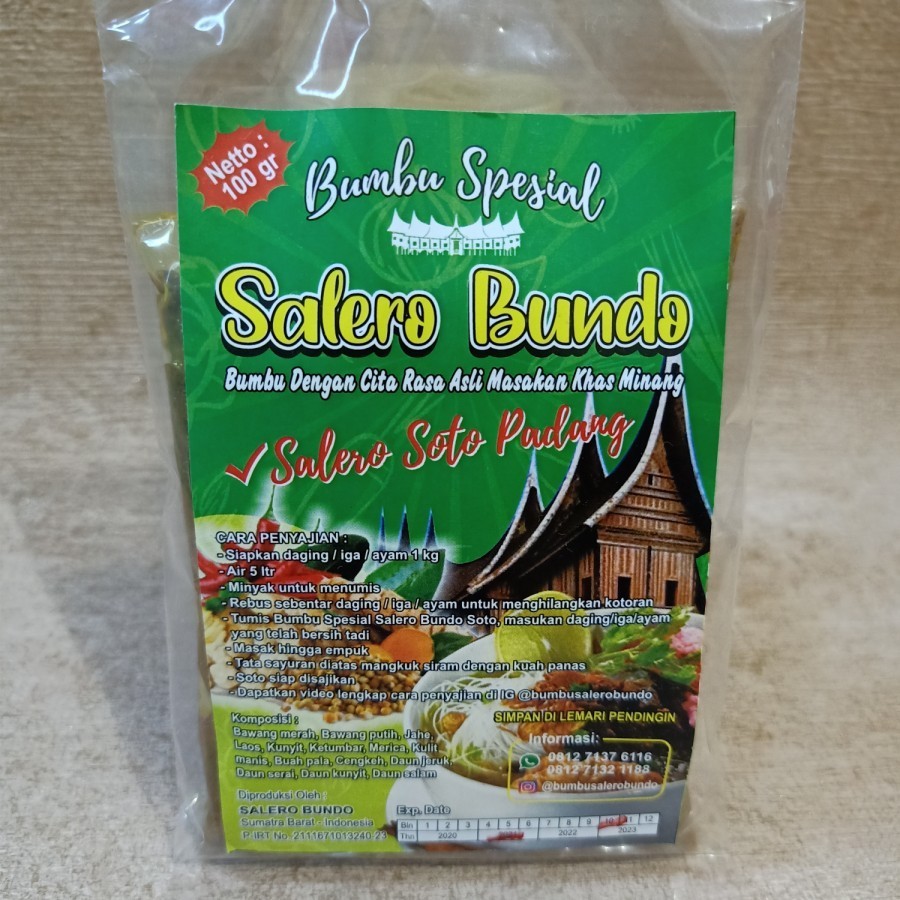 Netto :
100 gr
Bumbu Spesial
Salero Bundo
Bumbu Dengan Cita Rasa Asli Masakan Khas Minang
Salero Soto Padang
CARA PENYAJIAN :
- Siapkan daging / iga / ayam 1 kg
- Air 5 ltr
- Minyak untuk menumis
- Rebus sebentar daging / iga / ayam untuk menghilangkan kotoran
- Tumis Bumbu Spesial Salero Bundo Soto, masukan daging/iga/ayam
yang telah bersih tadi
- Masak hingga empuk
- Tata sayuran diatas mangkuk siram dengan kuah panas
- Soto siap disajikan
- Dapatkan video lengkap cara penyajian di IG @bumbusalerobundo
SIMPAN DI LEMARI PENDINGIN
Komposisi :
Bawang merah, Bawang putih, Jahe,
Laos, Kunyit, Ketumbar, Merica, Kulit
manis, Buah pala, Cengkeh, Daun jeruk,
Daun serai, Daun kunyit, Daun salam
Informasi:
0812 7137 6116
0812 7132 1188
@bumbusalerobundo
Diproduksi Oleh :
SALERO BUNDO
Sumatra Barat - Indonesia
P.IRT No. 2111671013240-23
Exp. Date
Bln 1 2 3 4 5 6 7 8 9 10 11 12
Thn 2020 2022 2023